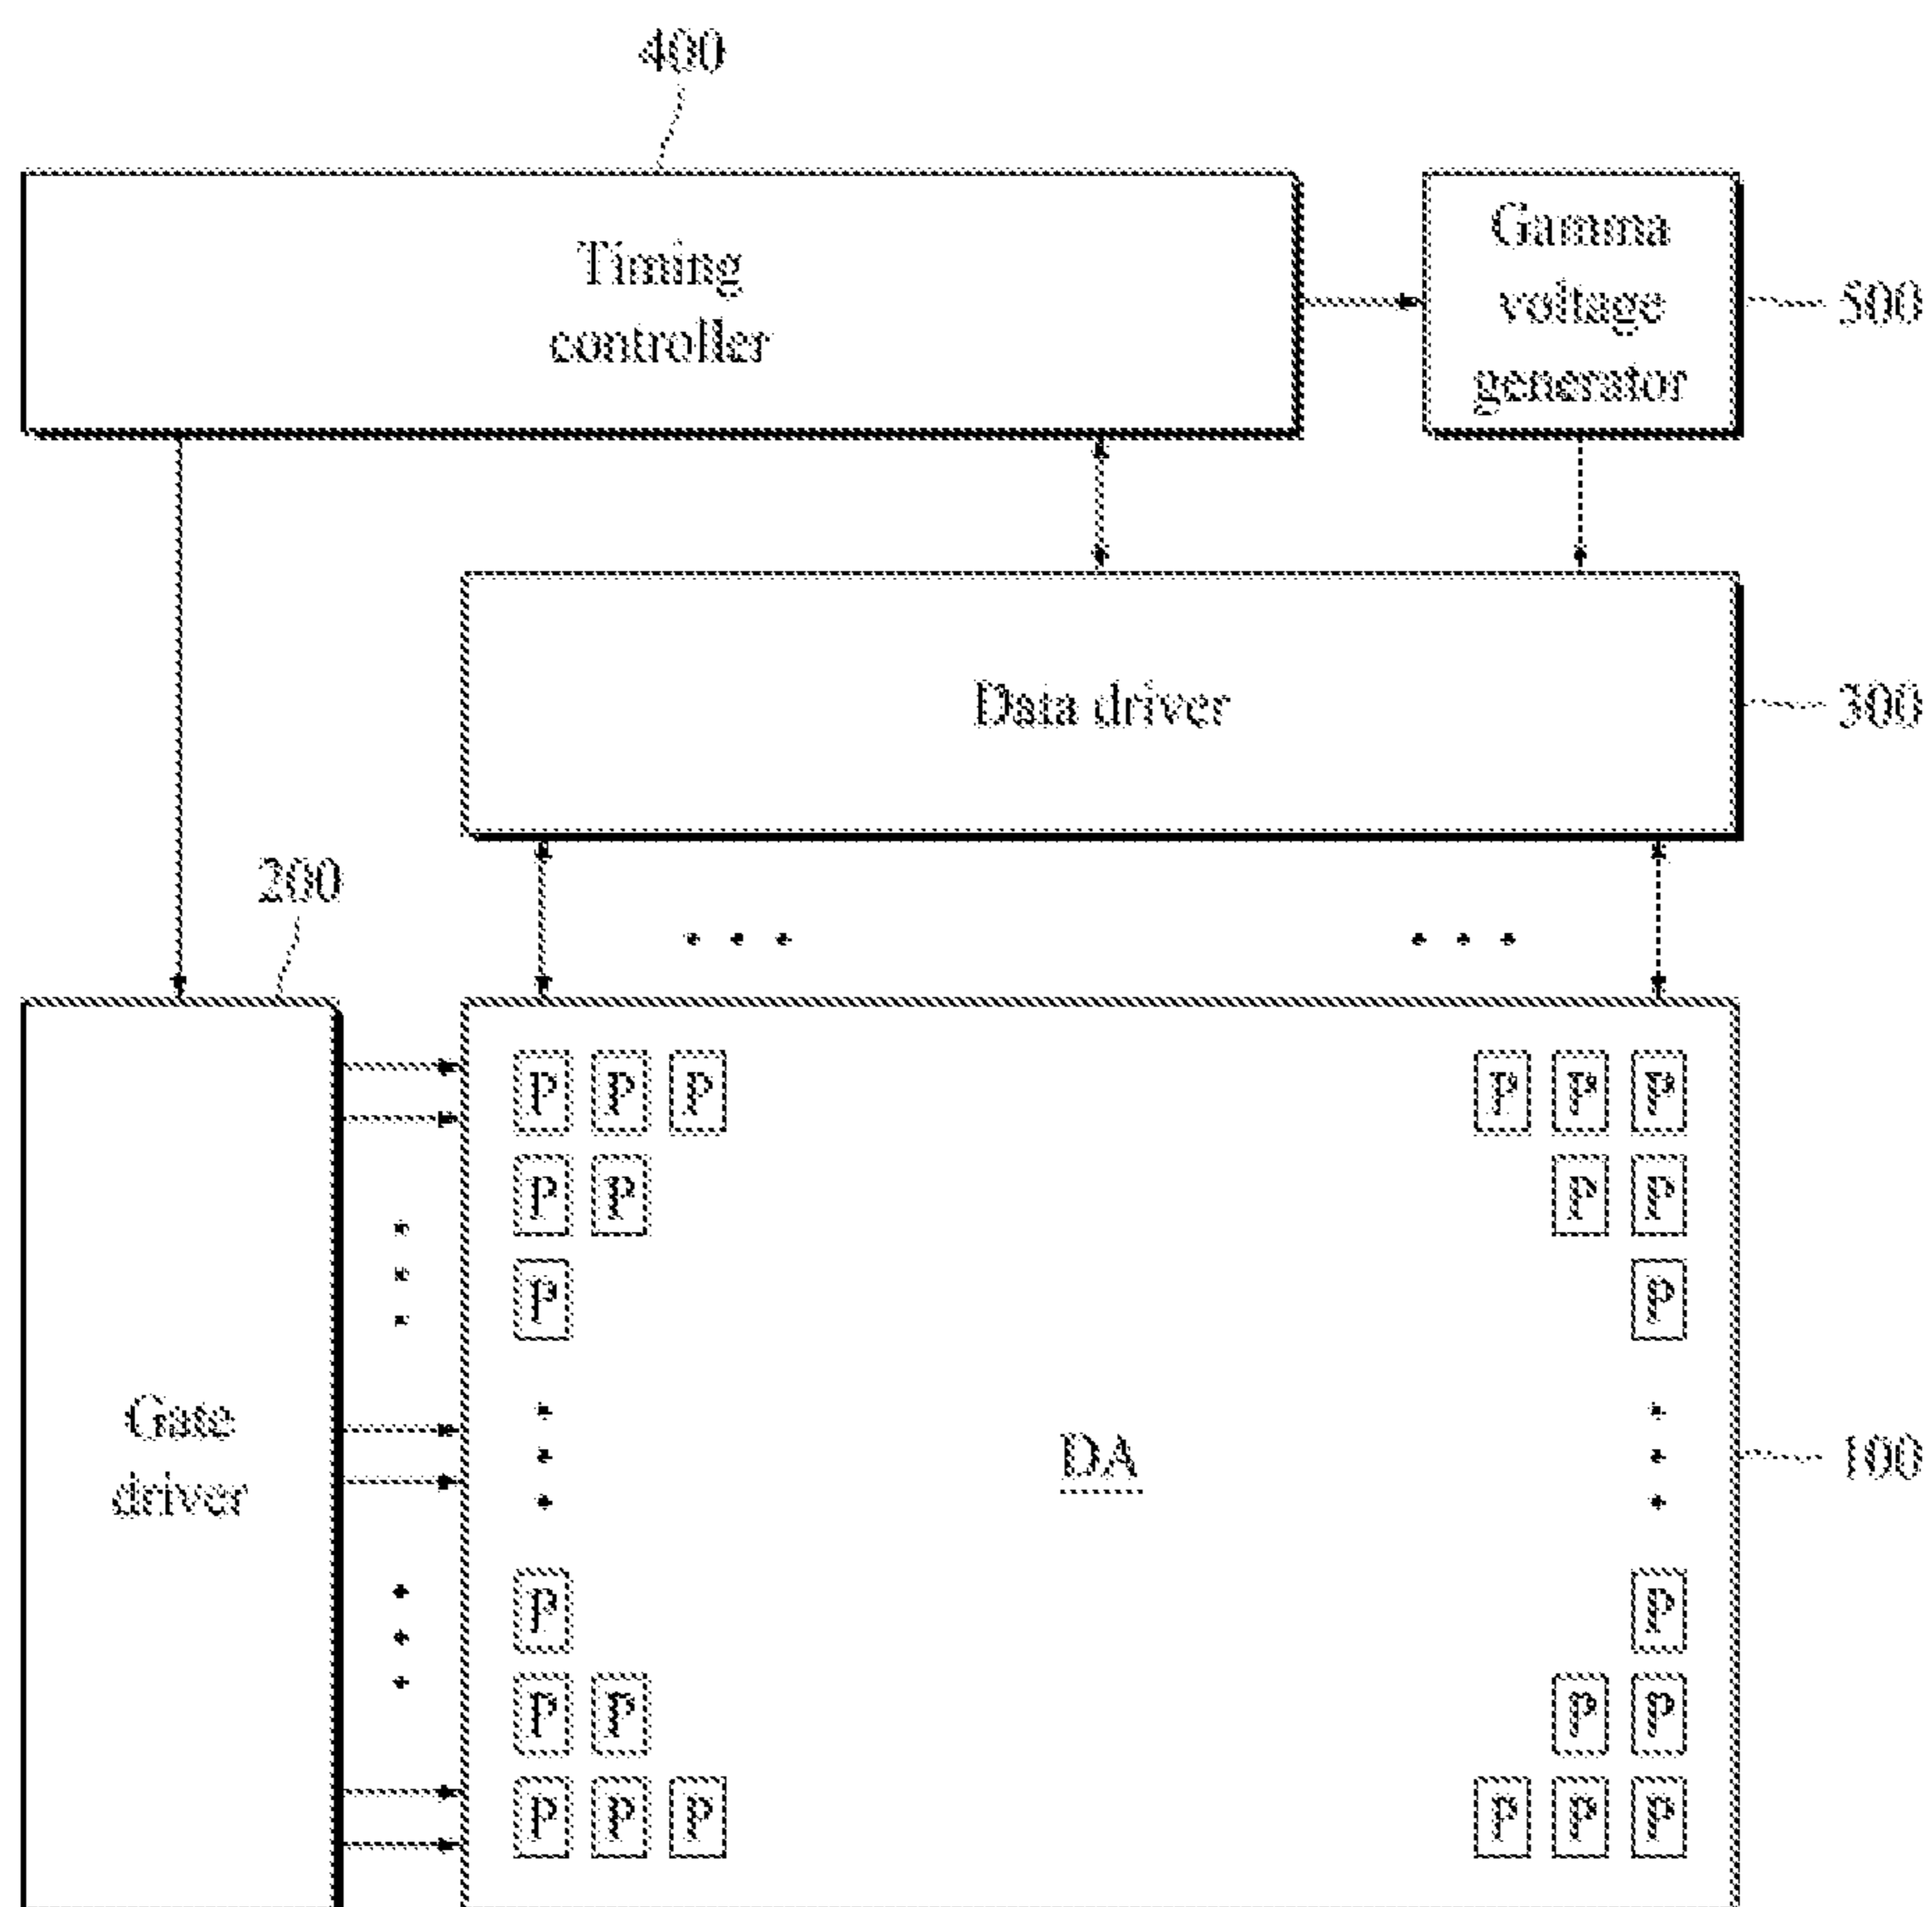 400
Timing
controller
Gamma
voltage
generator
500
Data driver
300
200
P P P P P P
P P P P
P P
Gate
driver
DA
100
P P
P P P P
P P P P P P